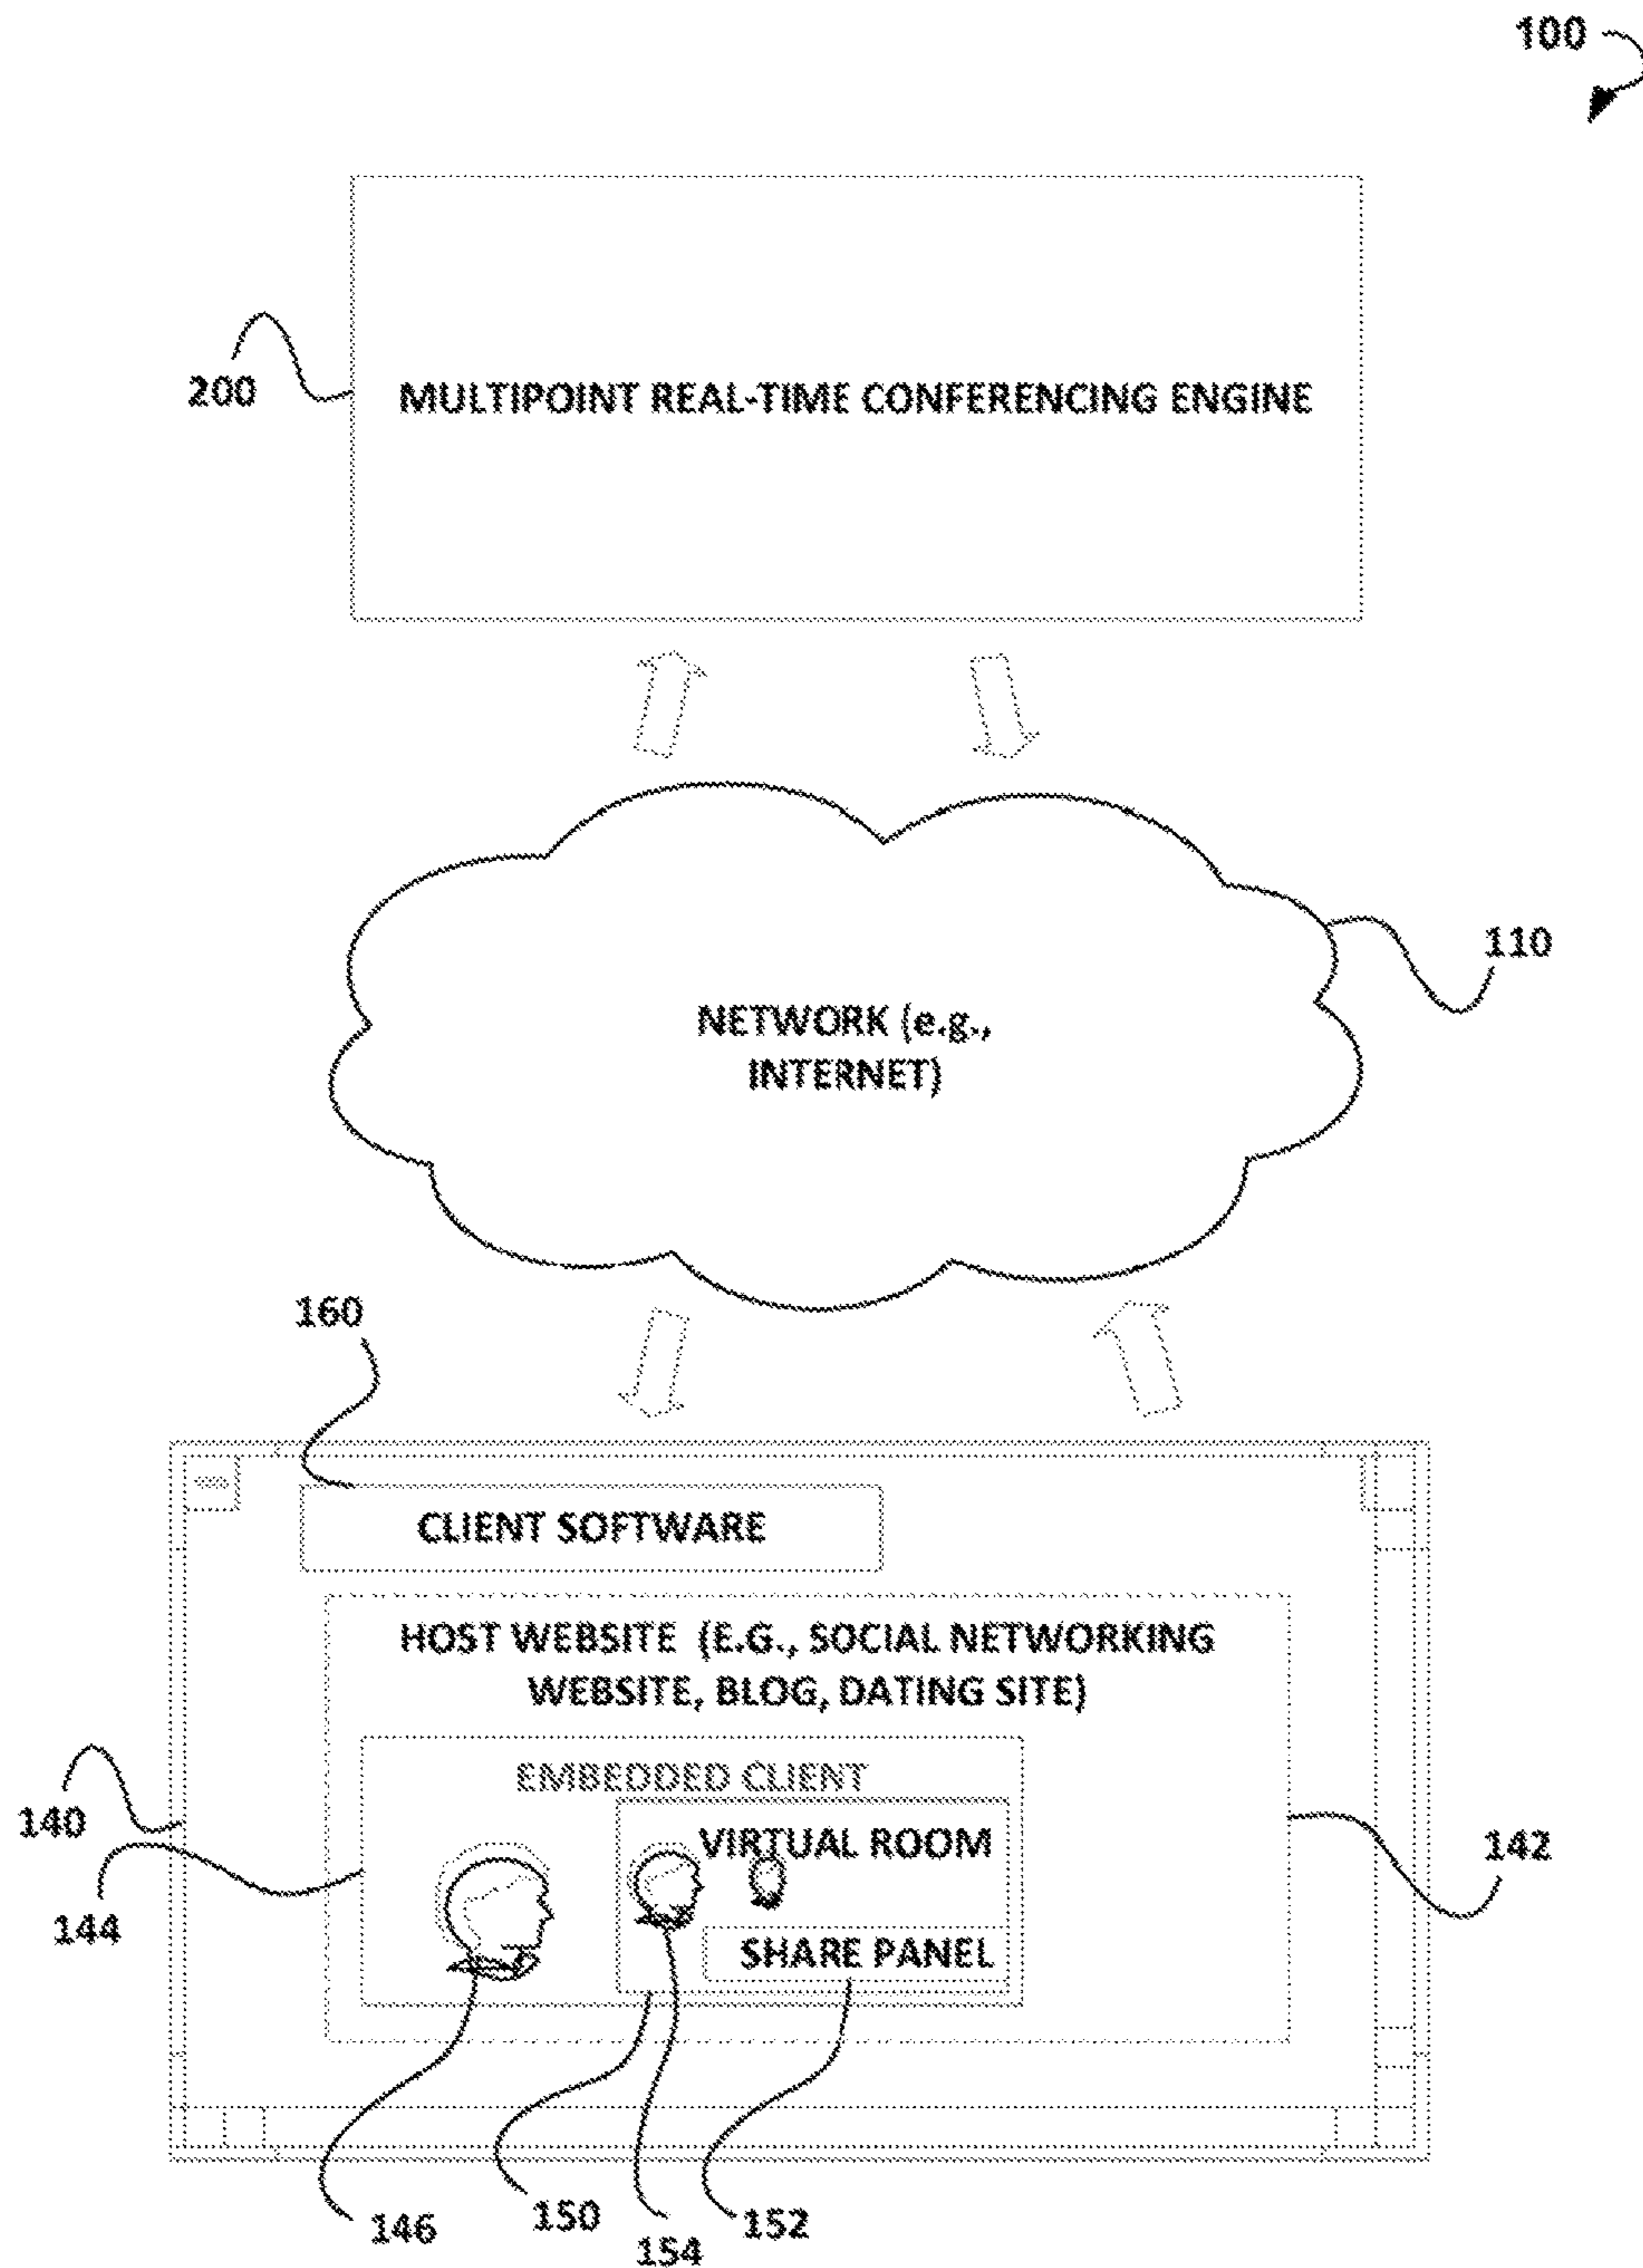 100
200
MULTIPOINT REAL-TIME CONFERENCING ENGINE
110
NETWORK (e.g.,
INTERNET)
160
CLIENT SOFTWARE
HOST WEBSITE (E.G., SOCIAL NETWORKING
WEBSITE, BLOG, DATING SITE)
EMBEDDED CLIENT
140
VIRTUAL ROOM
142
144
SHARE PANEL
146
150
154
152